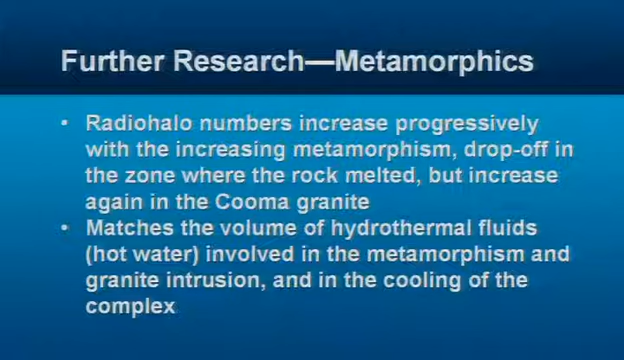 Further Research—Metamorphics
• Radiohalo numbers increase progressively
with the increasing metamorphism, drop-off in
the zone where the rock melted, but increase
again in the Cooma granite
• Matches the volume of hydrothermal fluids
(hot water) involved in the metamorphism and
granite intrusion, and in the cooling of the
complex